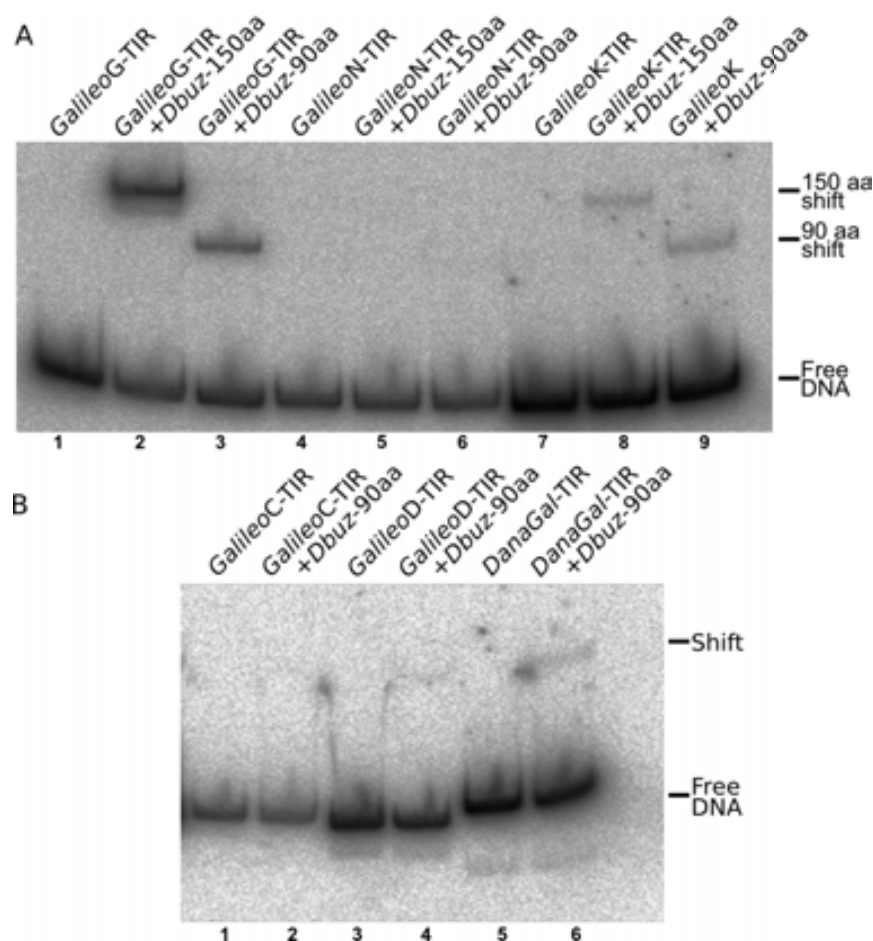 A
GalileoG-TIR
GalileoG-TIR
+Dbuz-150aa
GalileoG-TIR
+Dbuz-90aa
GalileoN-TIR
GalileoN-TIR
+Dbuz-150aa
GalileoN-TIR
+Dbuz-90aa
GalileoK-TIR
GalileoK-TIR
+Dbuz-150aa
GalileoK
+Dbuz-90aa
150 aa
shift
90 aa
shift
Free
DNA
1 2 3 4 5 6 7 8 9
B
GalileoC-TIR
GalileoC-TIR
+Dbuz-90aa
GalileoD-TIR
GalileoD-TIR
+Dbuz-90aa
DanaGal-TIR
DanaGal-TIR
+Dbuz-90aa
Shift
Free
DNA
1 2 3 4 5 6